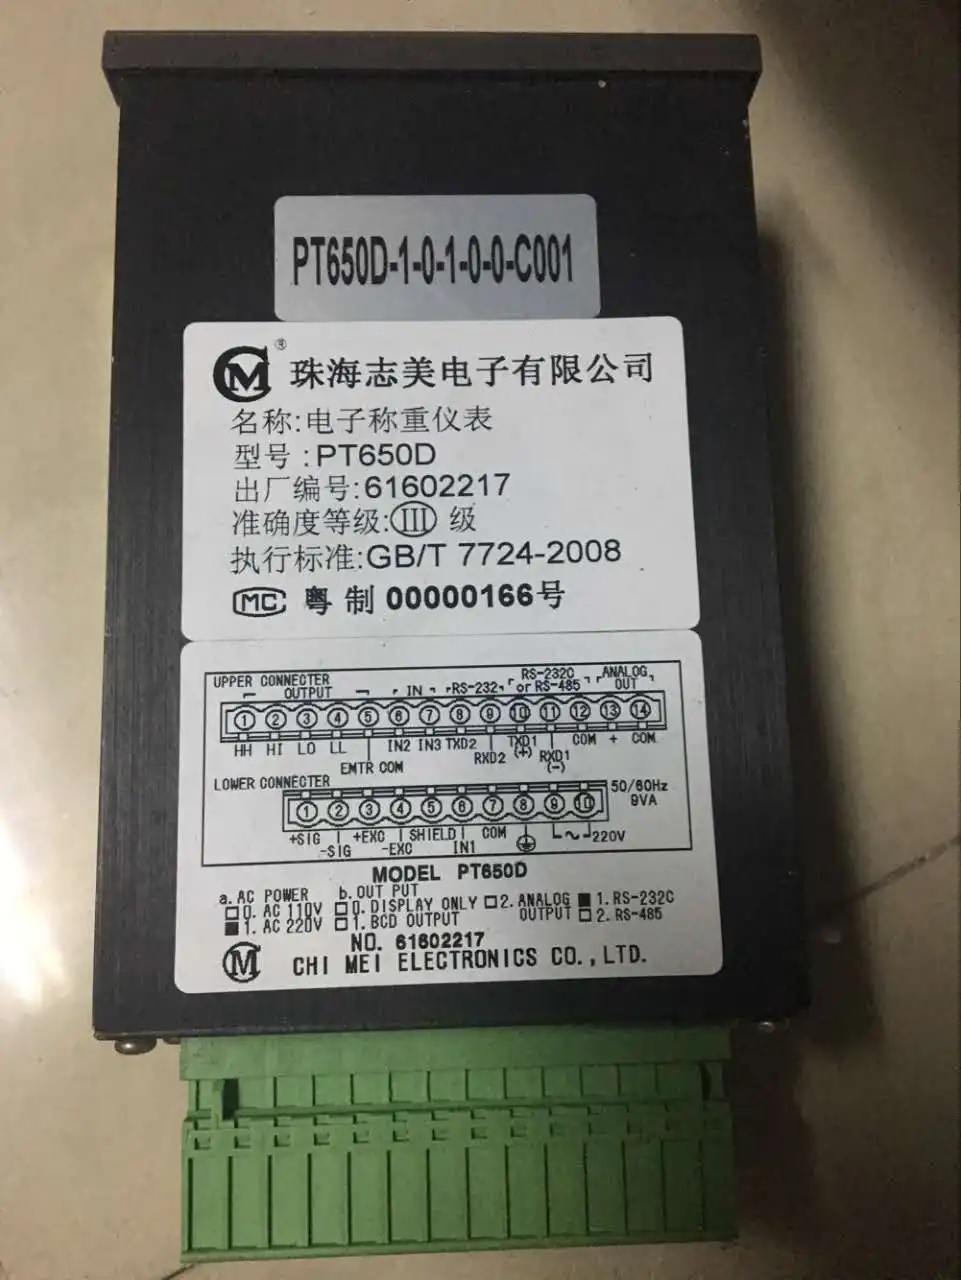 PT650D-1-0-1-0-0-C001
CM ® 珠海志美电子有限公司
名称:电子称重仪表
型号:PT650D
出厂编号:61602217
准确度等级:Ⅲ 级
执行标准:GB/T 7724-2008
MC 粤制 00000166号
UPPER CONNECTER
OUTPUT IN RS-232 RS-232C or RS-485 ANALOG OUT
1 2 3 4 5 6 7 8 9 10 11 12 13 14
HH HI LO LL IN2 IN3 TXD2 RXD2 TXD1 (+) RXD1 (-) COM + COM
EMTR COM
LOWER CONNECTER
1 2 3 4 5 6 7 8 9 10
50/60Hz
9VA
+SIG -SIG +EXC -EXC SHIELD IN1 COM ~ 220V
MODEL PT650D
a. AC POWER b. OUT PUT
□0. AC 110V □0. DISPLAY ONLY □2. ANALOG OUTPUT ■1. RS-232C
■1. AC 220V □1. BCD OUTPUT □2. RS-485
NO. 61602217
CM CHI MEI ELECTRONICS CO.,LTD.